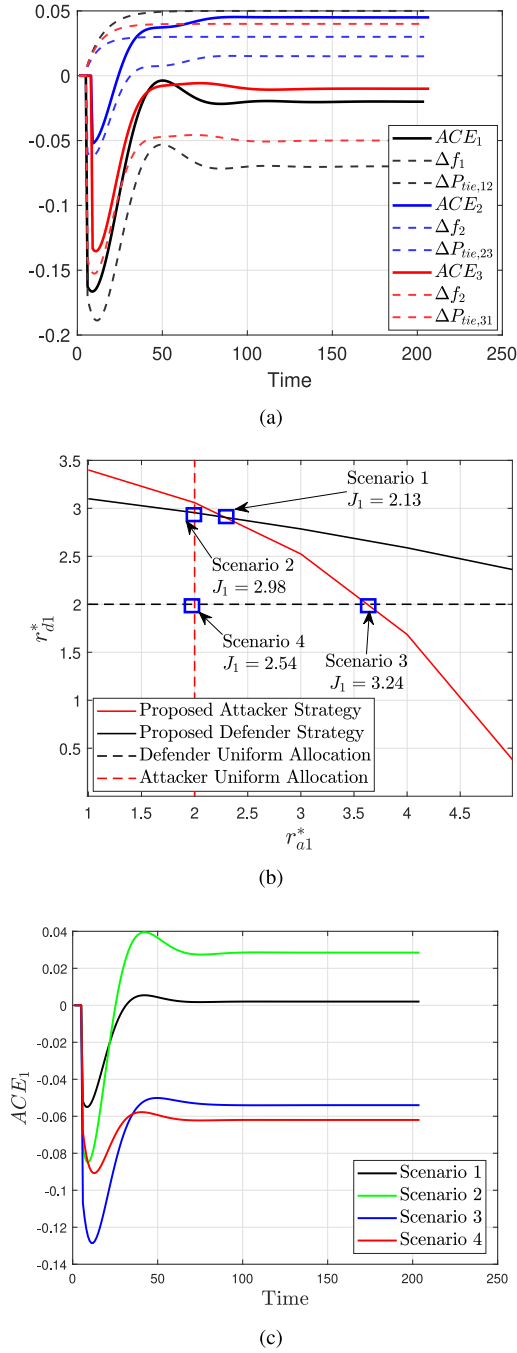 0.05
0
-0.05
-0.1
-0.15
-0.2
0 50 100 150 200 250
Time
ACE₁
Δf₁
ΔP_{tie,12}
ACE₂
Δf₂
ΔP_{tie,23}
ACE₃
Δf₂
ΔP_{tie,31}
(a)
3.5
3
2.5
2
1.5
1
0.5
r*_{d1}
Scenario 1
J₁ = 2.13
Scenario 2
J₁ = 2.98
Scenario 4
J₁ = 2.54
Scenario 3
J₁ = 3.24
Proposed Attacker Strategy
Proposed Defender Strategy
Defender Uniform Allocation
Attacker Uniform Allocation
1 1.5 2 2.5 3 3.5 4 4.5
r*_{a1}
(b)
0.04
0.02
0
-0.02
-0.04
-0.06
-0.08
-0.1
-0.12
-0.14
ACE₁
Scenario 1
Scenario 2
Scenario 3
Scenario 4
0 50 100 150 200 250
Time
(c)